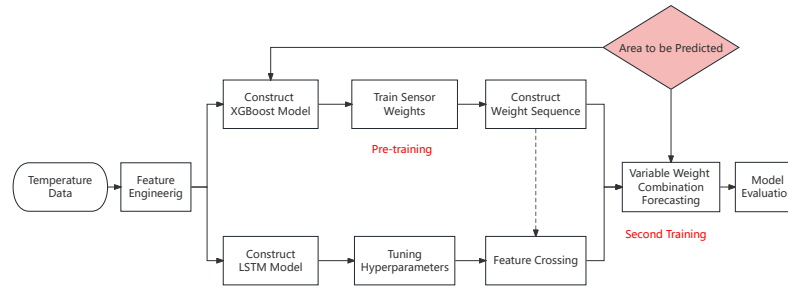 Area to be Predicted
Construct
XGBoost Model
Train Sensor
Weights
Construct
Weight Sequence
Pre-training
Temperature
Data
Feature
Engineerig
Variable Weight
Combination
Forecasting
Model
Evaluation
Second Training
Construct
LSTM Model
Tuning
Hyperparameters
Feature Crossing